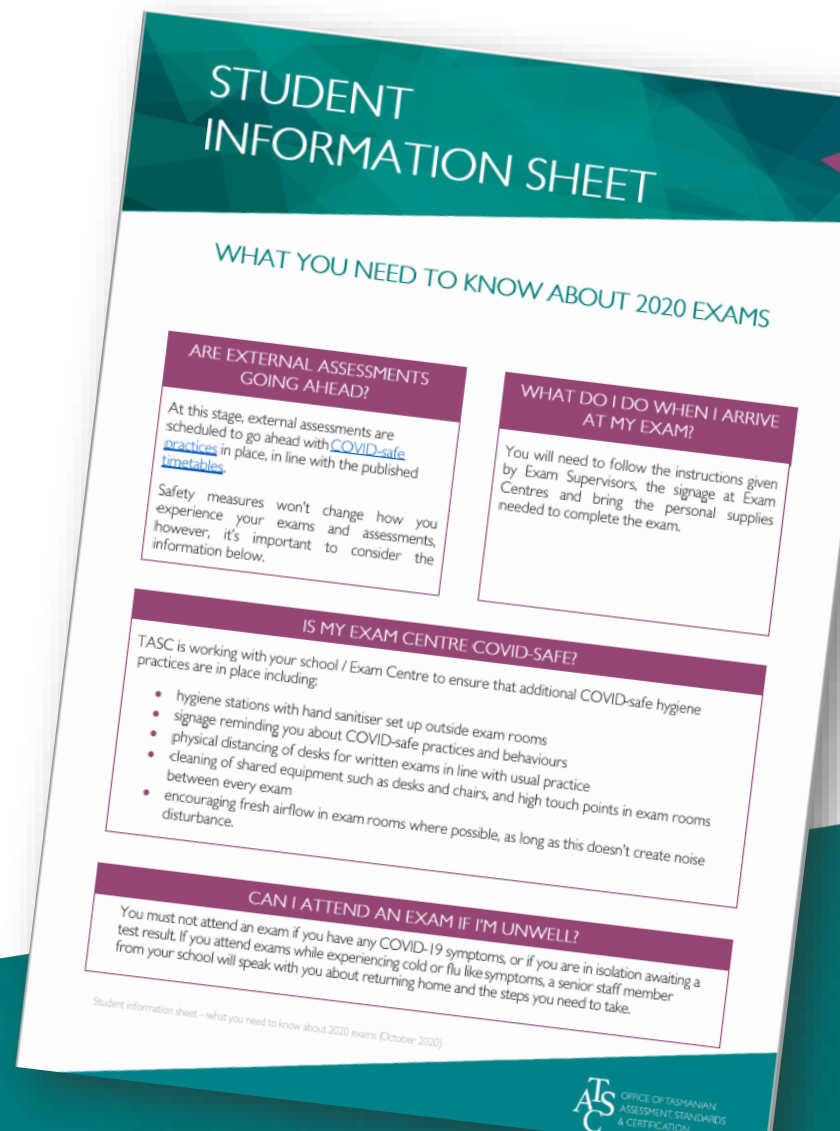 STUDENT
INFORMATION SHEET
WHAT YOU NEED TO KNOW ABOUT 2020 EXAMS
ARE EXTERNAL ASSESSMENTS
GOING AHEAD?
At this stage, external assessments are
scheduled to go ahead with COVID-safe
practices in place, in line with the published
timetables.
Safety measures won't change how you
experience your exams and assessments,
however, it's important to consider the
information below.
WHAT DO I DO WHEN I ARRIVE
AT MY EXAM?
You will need to follow the instructions given
by Exam Supervisors, the signage at Exam
Centres and bring the personal supplies
needed to complete the exam.
IS MY EXAM CENTRE COVID-SAFE?
TASC is working with your school / Exam Centre to ensure that additional COVID-safe hygiene
practices are in place including:
• hygiene stations with hand sanitiser set up outside exam rooms
• signage reminding you about COVID-safe practices and behaviours
• physical distancing of desks for written exams in line with usual practice
• cleaning of shared equipment such as desks and chairs, and high touch points in exam rooms
between every exam
• encouraging fresh airflow in exam rooms where possible, as long as this doesn't create noise
disturbance.
CAN I ATTEND AN EXAM IF I'M UNWELL?
You must not attend an exam if you have any COVID-19 symptoms, or if you are in isolation awaiting a
test result. If you attend exams while experiencing cold or flu like symptoms, a senior staff member
from your school will speak with you about returning home and the steps you need to take.
Student information sheet – what you need to know about 2020 exams (October 2020)
TASC
OFFICE OF TASMANIAN
ASSESSMENT, STANDARDS
& CERTIFICATION